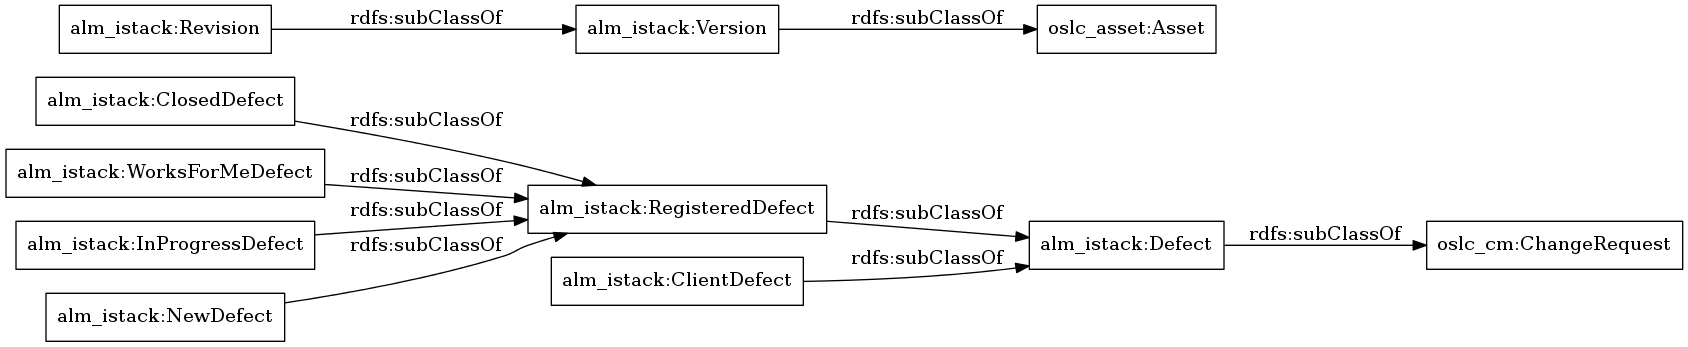 alm_istack:Revision
rdfs:subClassOf
alm_istack:Version
rdfs:subClassOf
oslc_asset:Asset
alm_istack:ClosedDefect
rdfs:subClassOf
alm_istack:WorksForMeDefect
rdfs:subClassOf
alm_istack:InProgressDefect
rdfs:subClassOf
alm_istack:NewDefect
rdfs:subClassOf
alm_istack:RegisteredDefect
rdfs:subClassOf
alm_istack:ClientDefect
rdfs:subClassOf
alm_istack:Defect
rdfs:subClassOf
oslc_cm:ChangeRequest